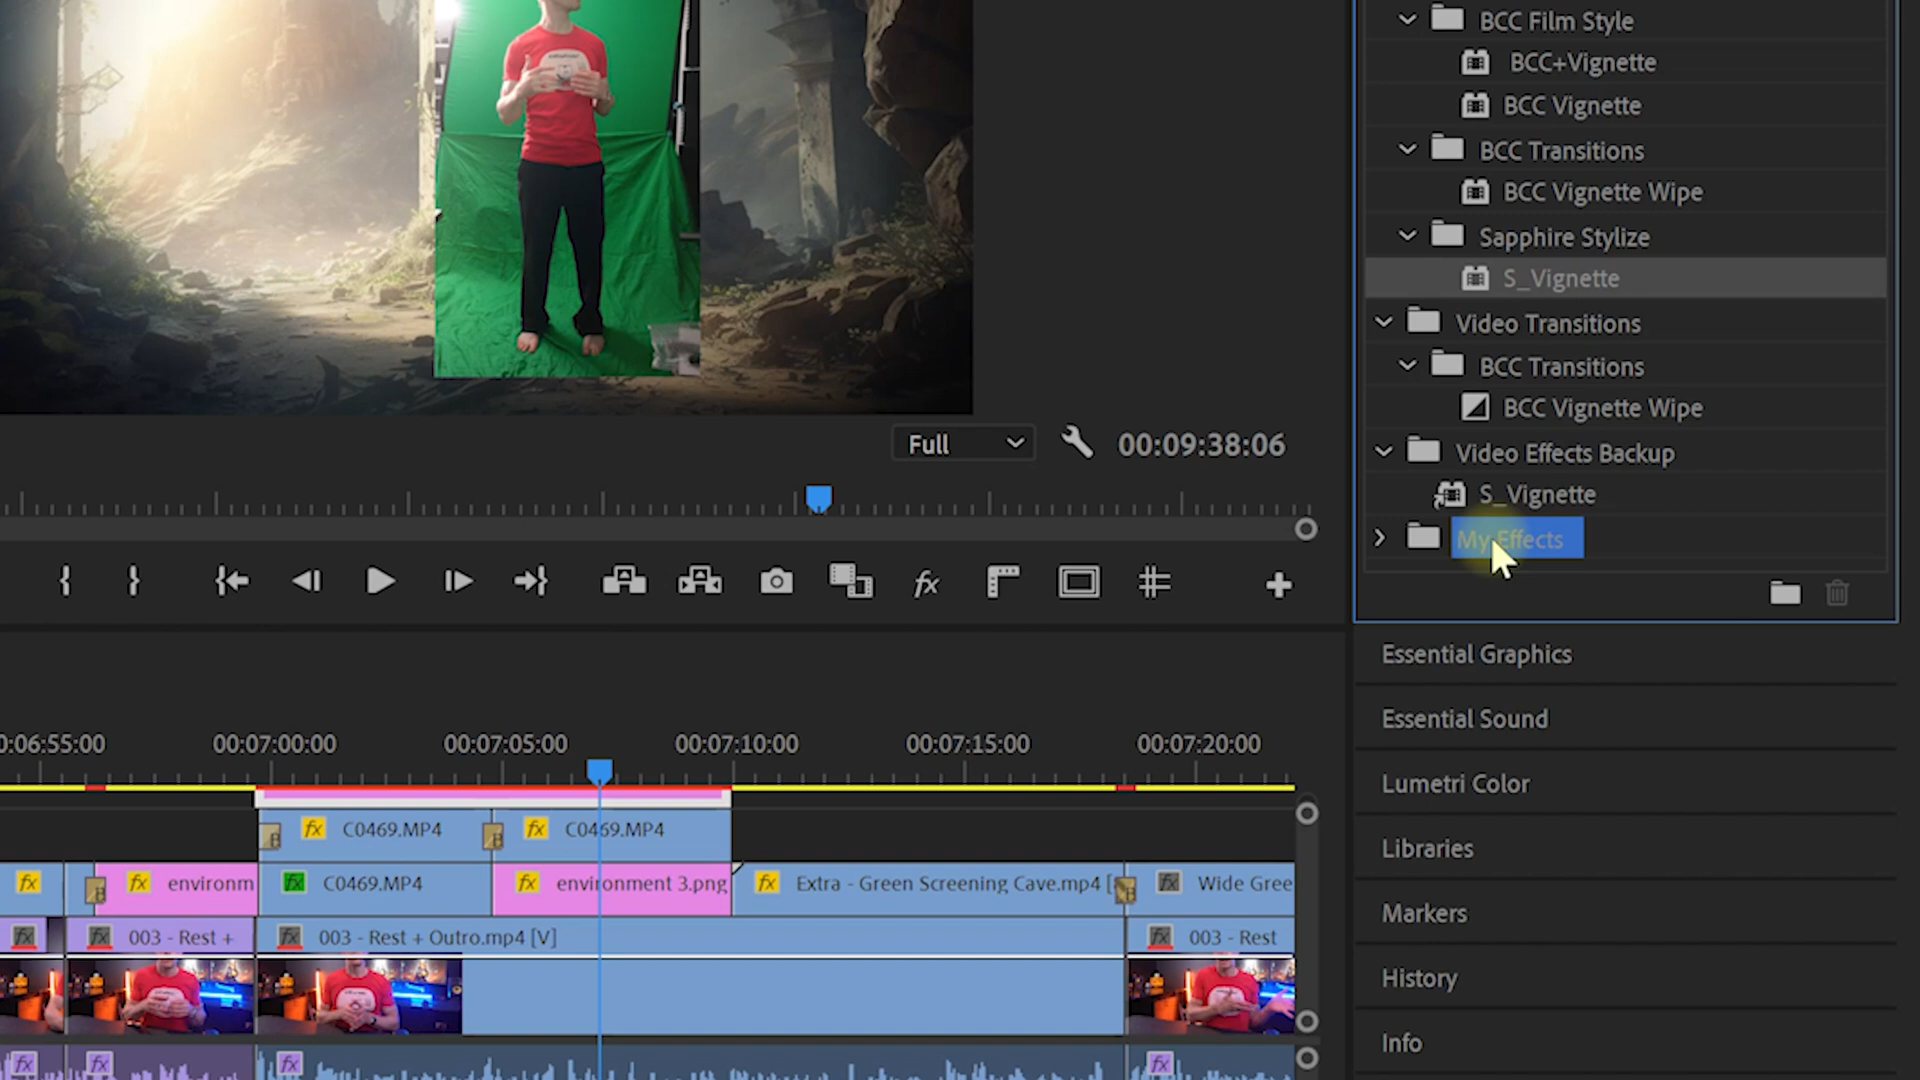 BCC Film Style
BCC+Vignette
BCC Vignette
BCC Transitions
BCC Vignette Wipe
Sapphire Stylize
S_Vignette
Video Transitions
BCC Transitions
BCC Vignette Wipe
Video Effects Backup
S_Vignette
My Effects
Full
00:09:38:06
fx
Essential Graphics
Essential Sound
Lumetri Color
Libraries
Markers
History
Info
0:06:55:00
00:07:00:00
00:07:05:00
00:07:10:00
00:07:15:00
00:07:20:00
fx C0469.MP4
fx C0469.MP4
fx
fx environm
fx C0469.MP4
fx environment 3.png
fx Extra - Green Screening Cave.mp4 [
fx Wide Gree
fx
fx 003 - Rest +
fx 003 - Rest + Outro.mp4 [V]
fx 003 - Rest
fx
fx
fx
fx